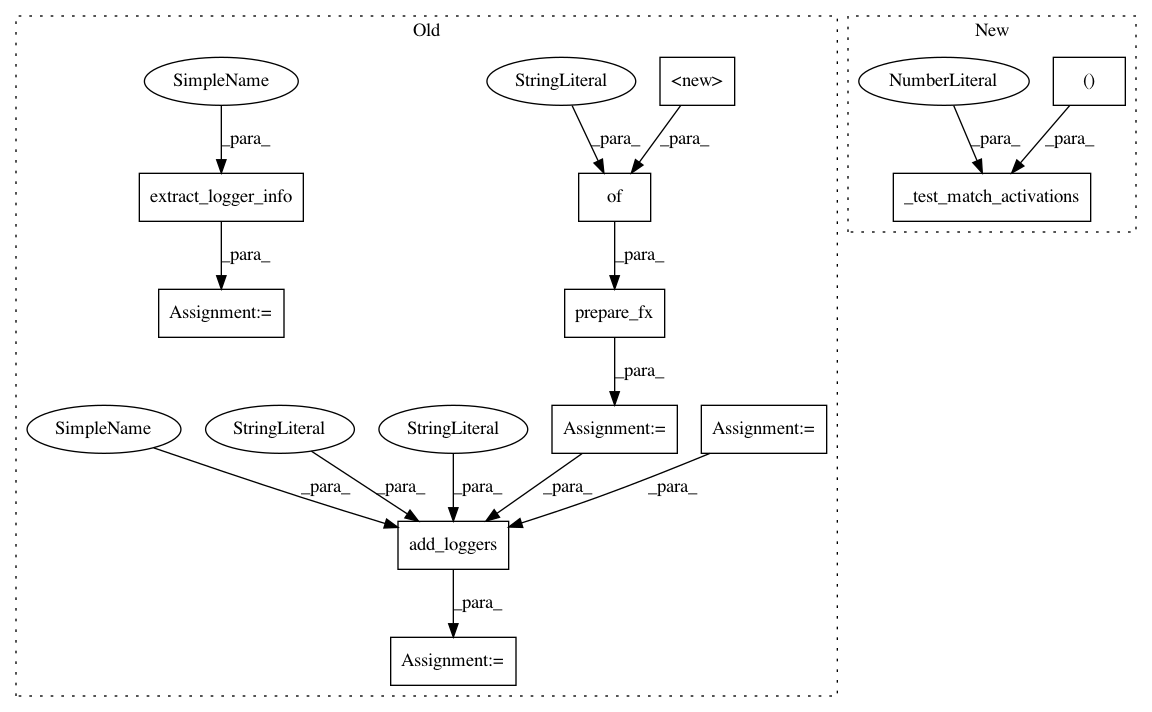 Old
New
SimpleName
StringLiteral
<new>
NumberLiteral
()
_para_
_para_
_para_
_para_
_para_
extract_logger_info
of
_test_match_activations
_para_
_para_
Assignment:=
prepare_fx
_para_
SimpleName
StringLiteral
StringLiteral
Assignment:=
Assignment:=
_para_
_para_
_para_
_para_
_para_
add_loggers
_para_
Assignment:=